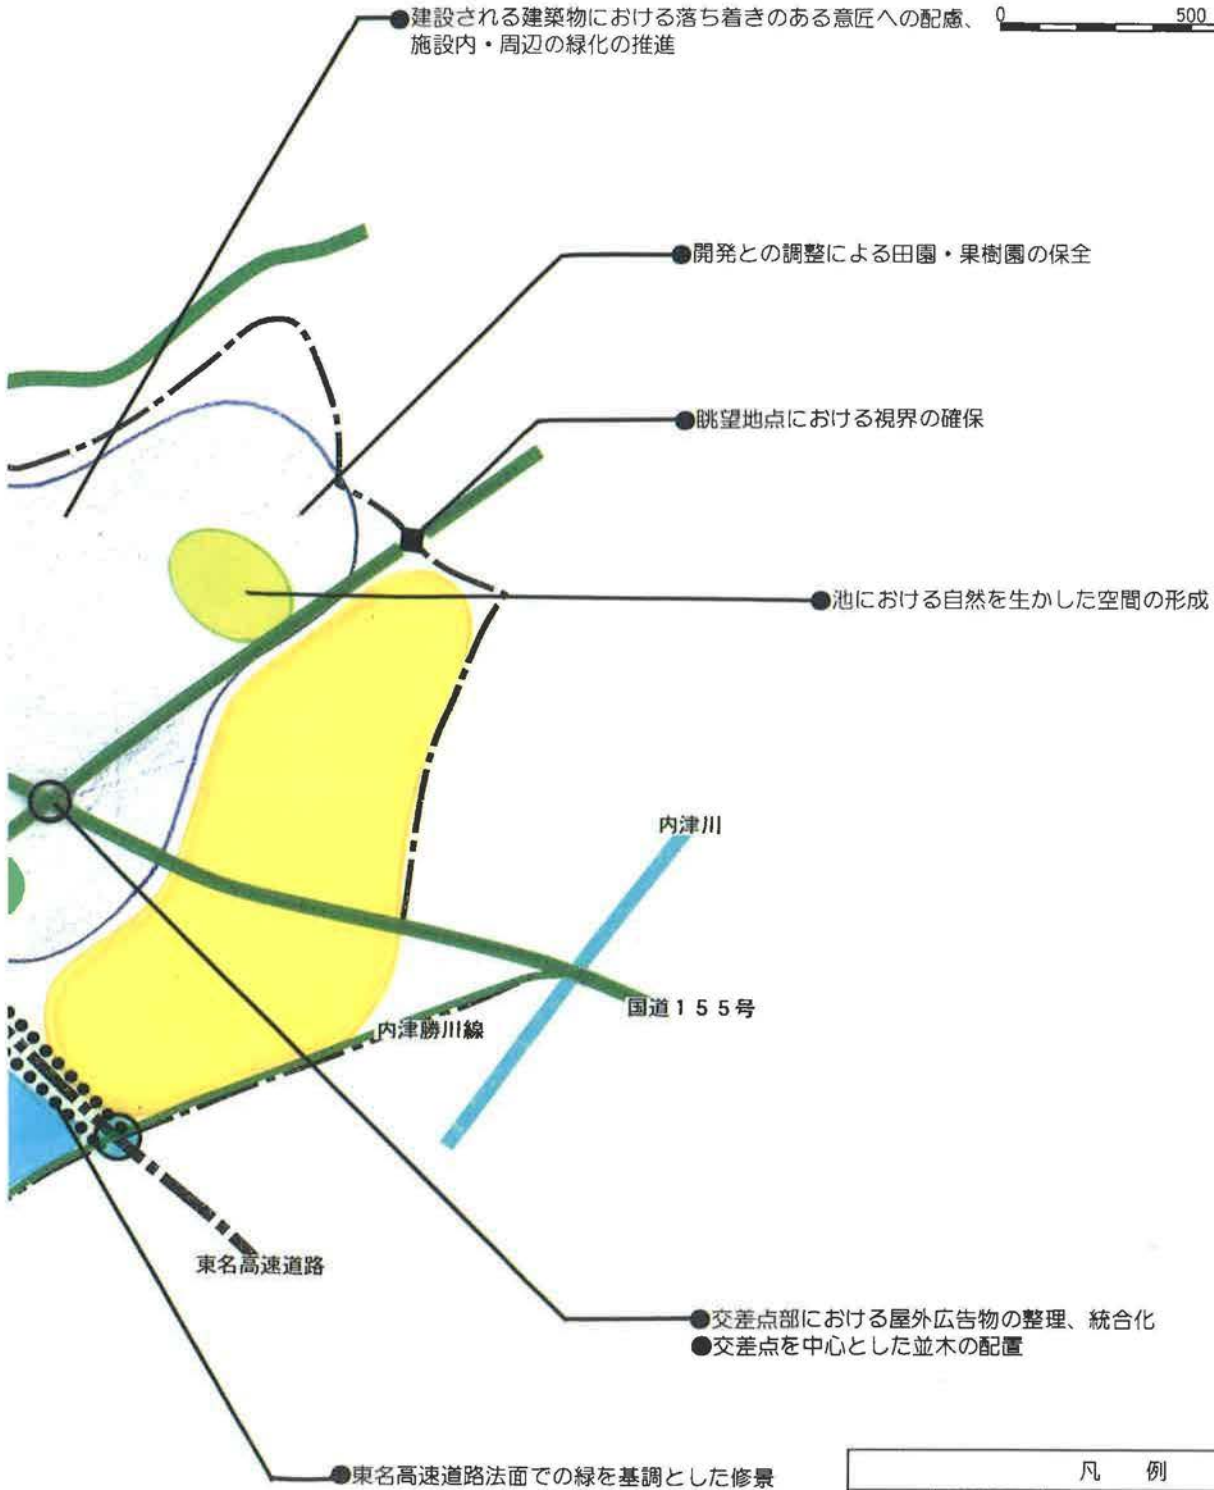 ●建設される建築物における落ち着きのある意匠への配慮、
施設内・周辺の緑化の推進
0 500
●開発との調整による田園・果樹園の保全
●眺望地点における視界の確保
●池における自然を生かした空間の形成
内津川
国道155号
内津勝川線
東名高速道路
●交差点部における屋外広告物の整理、統合化
●交差点を中心とした並木の配置
●東名高速道路法面での緑を基調とした修景
凡 例